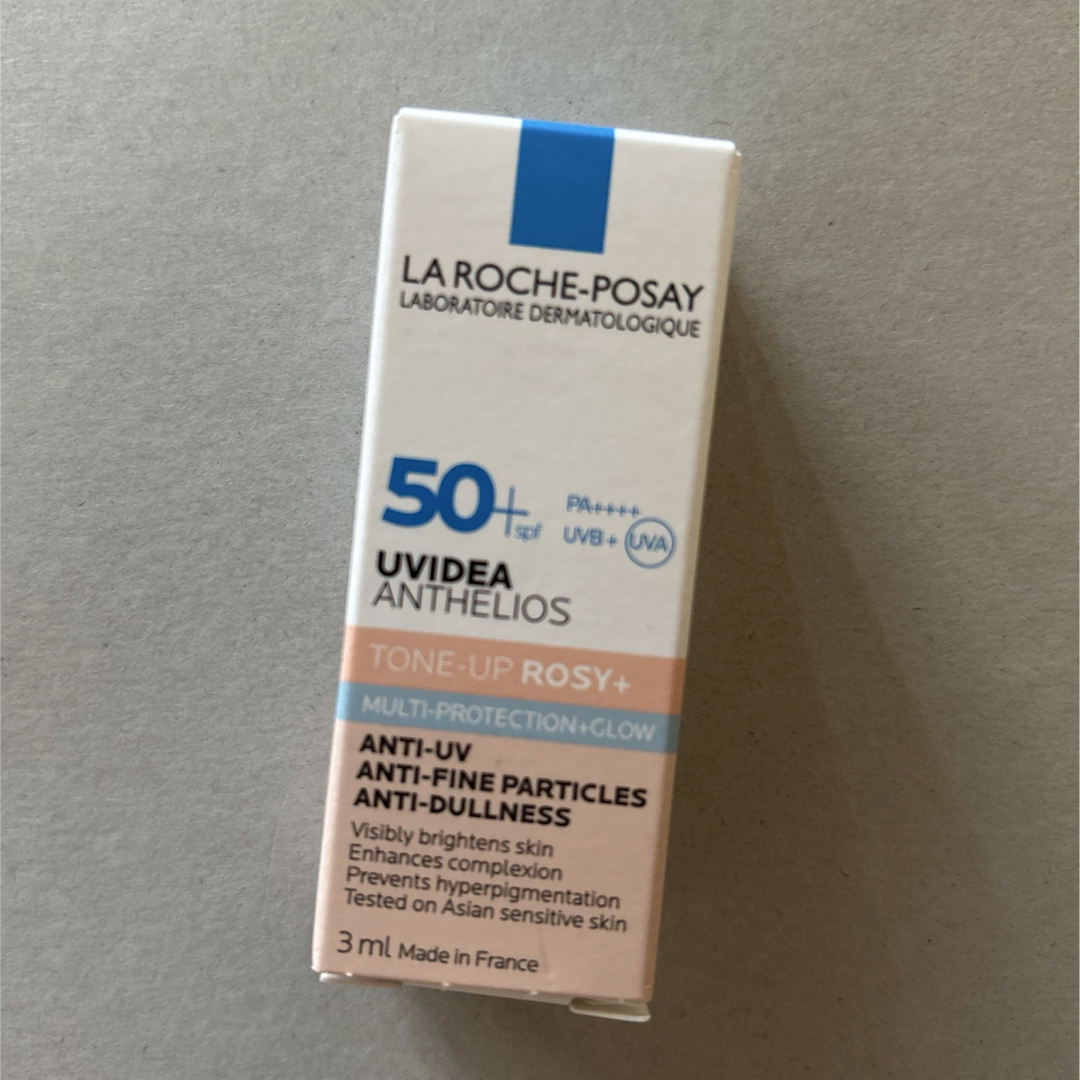 LA ROCHE-POSAY
LABORATOIRE DERMATOLOGIQUE
50+ spf
PA++++
UVB + UVA
UVIDEA
ANTHELIOS
TONE-UP ROSY+
MULTI-PROTECTION+GLOW
ANTI-UV
ANTI-FINE PARTICLES
ANTI-DULLNESS
Visibly brightens skin
Enhances complexion
Prevents hyperpigmentation
Tested on Asian sensitive skin
3 ml Made in France